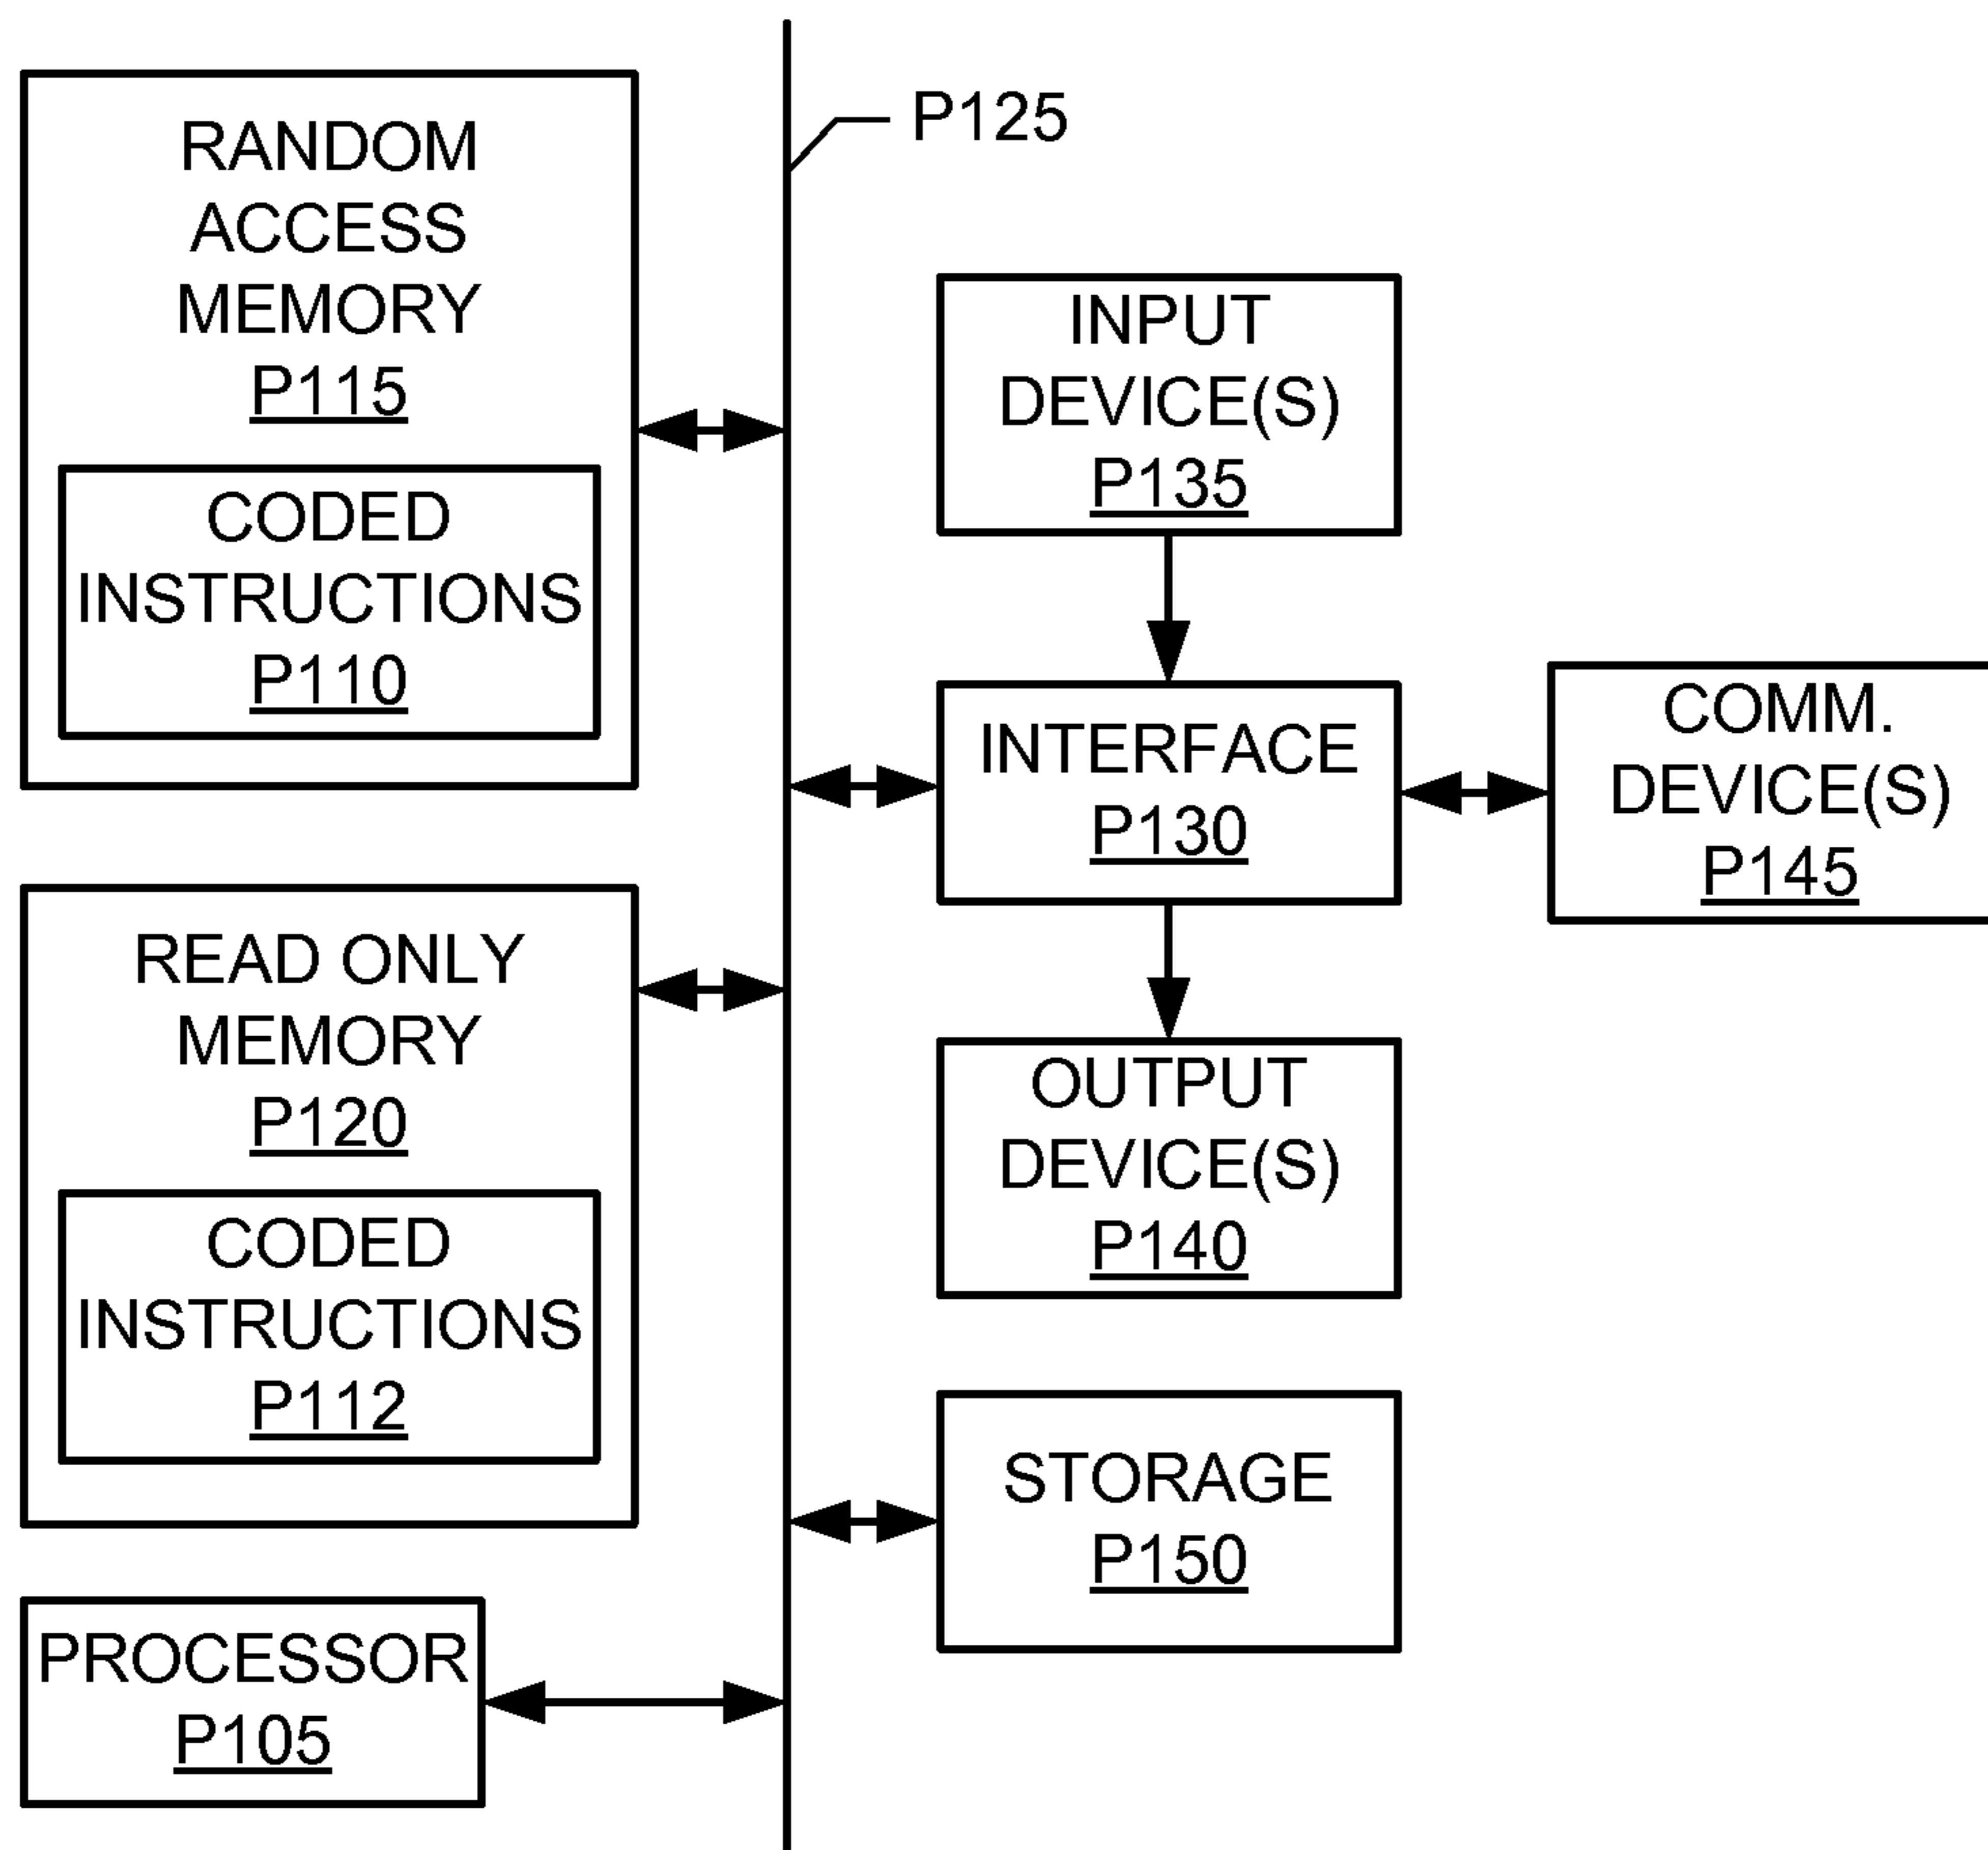 RANDOM
ACCESS
MEMORY
P115
CODED
INSTRUCTIONS
P110
READ ONLY
MEMORY
P120
CODED
INSTRUCTIONS
P112
PROCESSOR
P105
P125
INPUT
DEVICE(S)
P135
INTERFACE
P130
OUTPUT
DEVICE(S)
P140
STORAGE
P150
COMM.
DEVICE(S)
P145